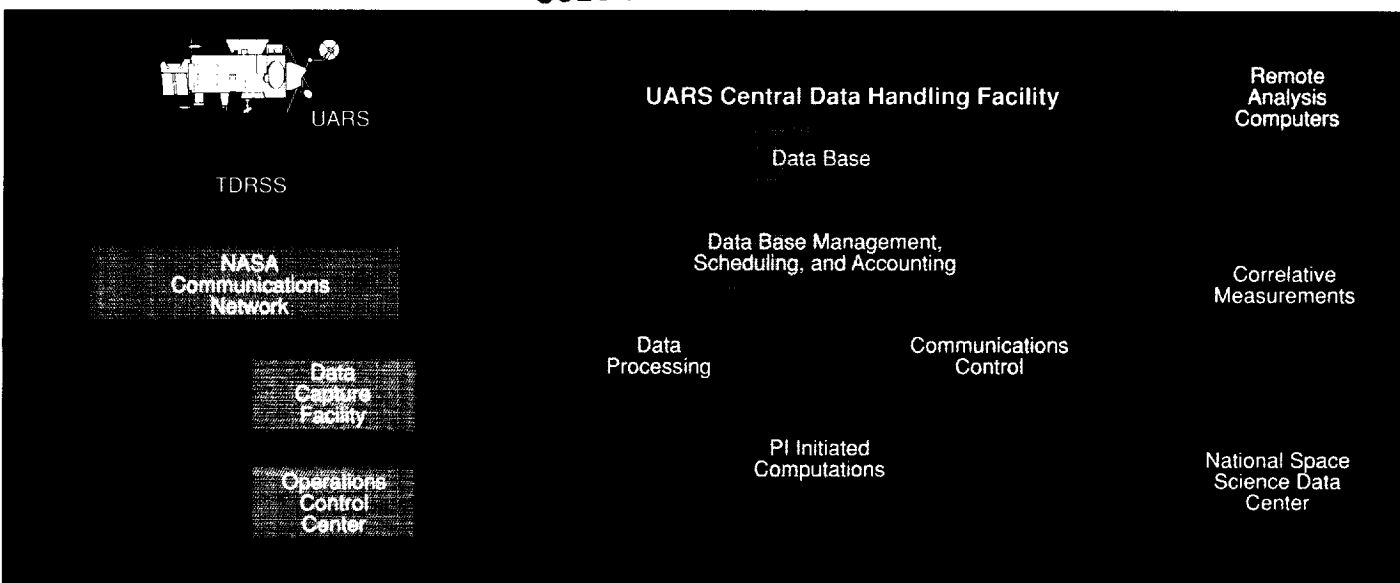 UARS
TDRSS
NASA
Communications
Network
Data
Capture
Facility
Operations
Control
Center
UARS Central Data Handling Facility
Data Base
Data Base Management,
Scheduling, and Accounting
Data
Processing
Communications
Control
PI Initiated
Computations
Remote
Analysis
Computers
Correlative
Measurements
National Space
Science Data
Center